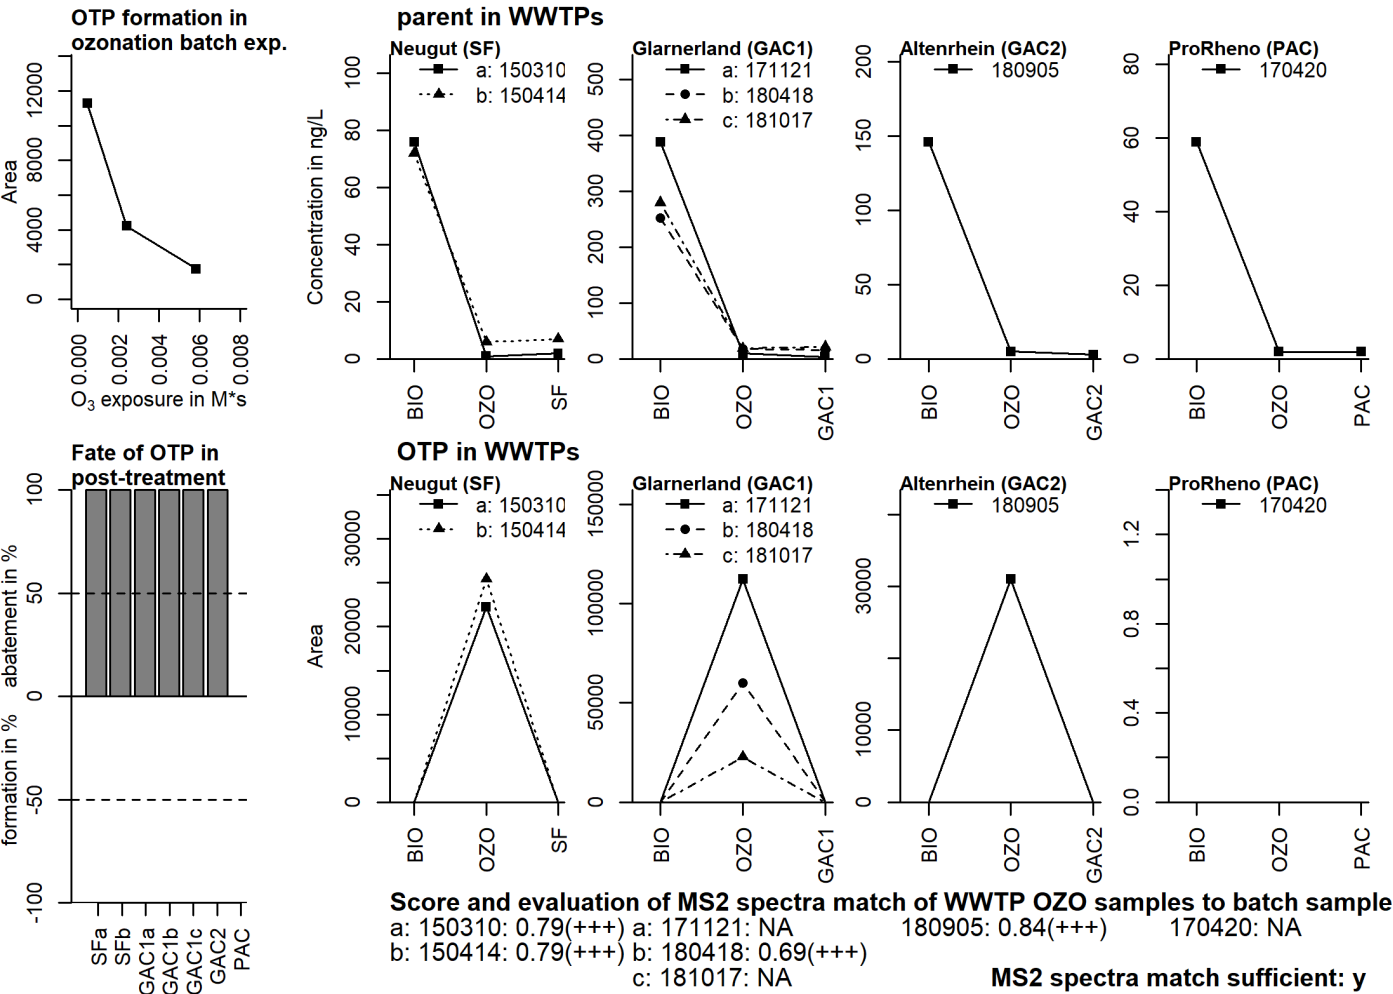 OTP formation in
ozonation batch exp.
Area
0
4000
8000
12000
0.000
0.002
0.004
0.006
0.008
O₃ exposure in M*s
parent in WWTPs
Concentration in ng/L
Neugut (SF)
a: 150310
b: 150414
0
20
40
60
80
100
BIO
OZO
SF
Glarnerland (GAC1)
a: 171121
b: 180418
c: 181017
0
100
200
300
400
500
BIO
OZO
GAC1
Altenrhein (GAC2)
180905
0
50
100
150
200
BIO
OZO
GAC2
ProRheno (PAC)
170420
0
20
40
60
80
BIO
OZO
PAC
Fate of OTP in
post-treatment
formation in %
abatement in %
-100
-50
0
50
100
SFa
SFb
GAC1a
GAC1b
GAC1c
GAC2
PAC
OTP in WWTPs
Area
Neugut (SF)
a: 150310
b: 150414
0
10000
20000
30000
BIO
OZO
SF
Glarnerland (GAC1)
a: 171121
b: 180418
c: 181017
0
50000
100000
150000
BIO
OZO
GAC1
Altenrhein (GAC2)
180905
0
10000
30000
BIO
OZO
GAC2
ProRheno (PAC)
170420
0.0
0.4
0.8
1.2
BIO
OZO
PAC
Score and evaluation of MS2 spectra match of WWTP OZO samples to batch sample
a: 150310: 0.79(+++) a: 171121: NA 180905: 0.84(+++) 170420: NA
b: 150414: 0.79(+++) b: 180418: 0.69(+++)
c: 181017: NA
MS2 spectra match sufficient: y